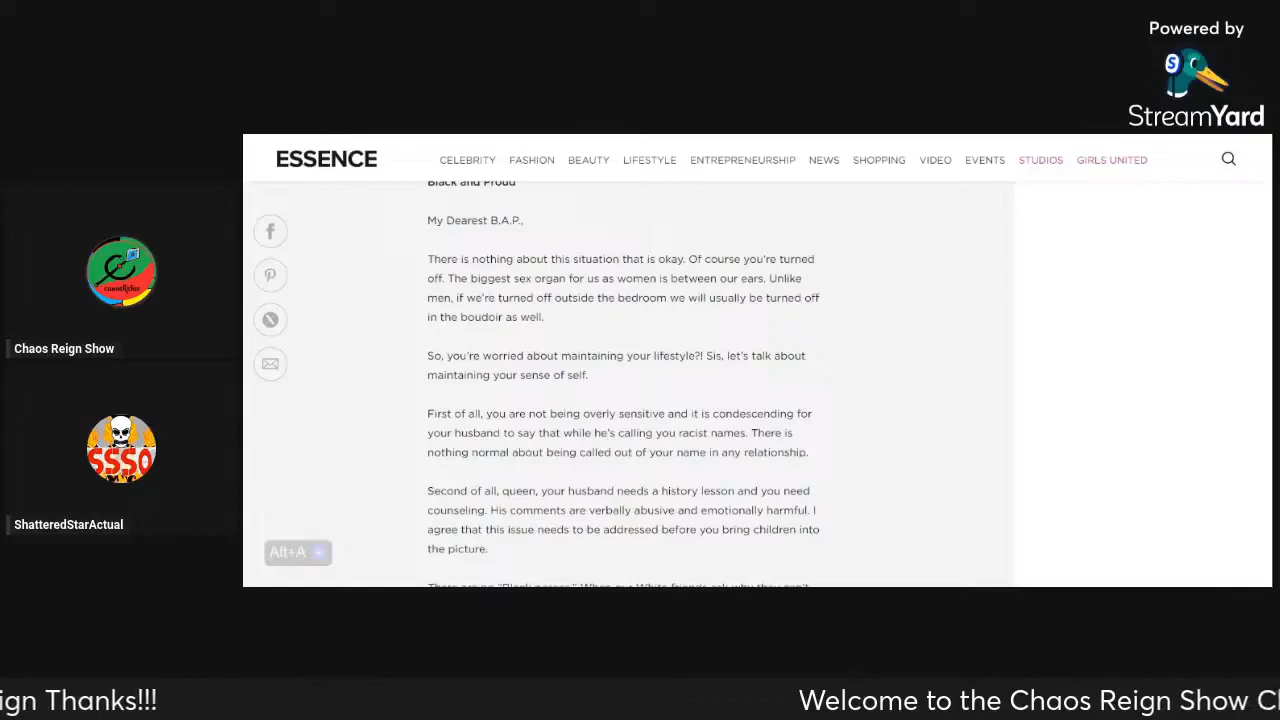 Powered by
StreamYard
ESSENCE
CELEBRITY FASHION BEAUTY LIFESTYLE ENTREPRENEURSHIP NEWS SHOPPING VIDEO EVENTS STUDIOS GIRLS UNITED
Black and Proud
My Dearest B.A.P.,
There is nothing about this situation that is okay. Of course you're turned
off. The biggest sex organ for us as women is between our ears. Unlike
men, if we're turned off outside the bedroom we will usually be turned off
in the boudoir as well.
So, you're worried about maintaining your lifestyle?! Sis, let's talk about
maintaining your sense of self.
First of all, you are not being overly sensitive and it is condescending for
your husband to say that while he's calling you racist names. There is
nothing normal about being called out of your name in any relationship.
Second of all, queen, your husband needs a history lesson and you need
counseling. His comments are verbally abusive and emotionally harmful. I
agree that this issue needs to be addressed before you bring children into
the picture.
Alt+A
chaosReign
Chaos Reign Show
SSSO
ShatteredStarActual
ign Thanks!!!
Welcome to the Chaos Reign Show C